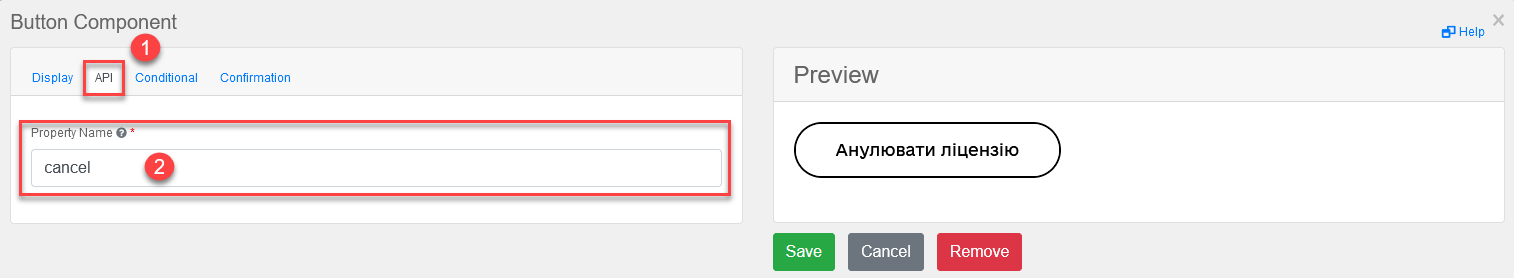 Button Component
×
Help
1
Display API Conditional Confirmation
Property Name ? *
cancel
2
Preview
Анулювати ліцензію
Save Cancel Remove